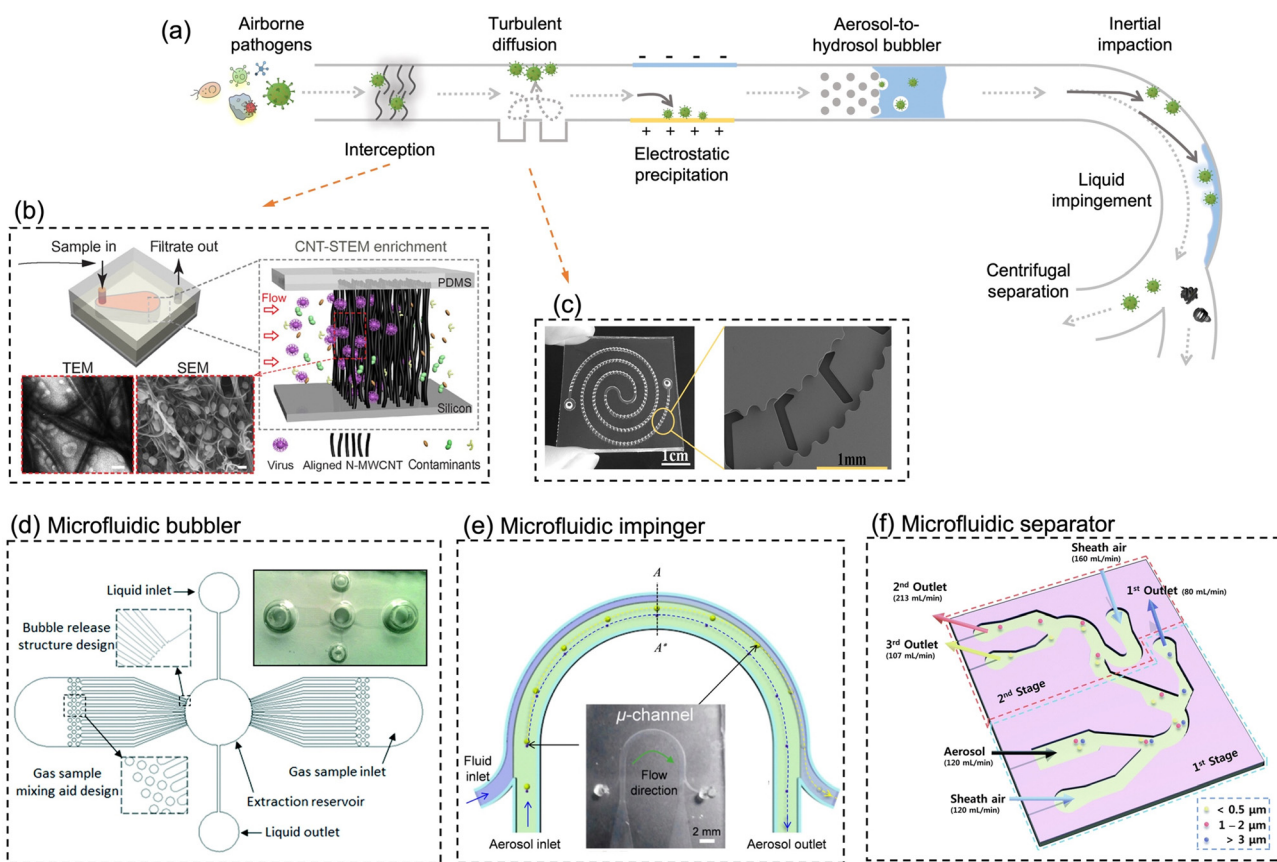 (a)
Airborne
pathogens
Interception
Turbulent
diffusion
- - - -
+ + + +
Electrostatic
precipitation
Aerosol-to-
hydrosol bubbler
Inertial
impaction
Liquid
impingement
Centrifugal
separation
(b)
Sample in
Filtrate out
CNT-STEM enrichment
PDMS
Flow
Silicon
TEM
SEM
Virus
Aligned N-MWCNT
Contaminants
(c)
1cm
1mm
(d) Microfluidic bubbler
Liquid inlet
Bubble release
structure design
Gas sample
mixing aid design
Gas sample inlet
Extraction reservoir
Liquid outlet
(e) Microfluidic impinger
A
A*
μ-channel
Flow
direction
2 mm
Fluid
inlet
Aerosol inlet
Aerosol outlet
(f) Microfluidic separator
Sheath air
(160 mL/min)
2nd Outlet
(213 mL/min)
1st Outlet (80 mL/min)
3rd Outlet
(107 mL/min)
2nd Stage
Aerosol
(120 mL/min)
1st Stage
Sheath air
(120 mL/min)
< 0.5 μm
1 – 2 μm
> 3 μm